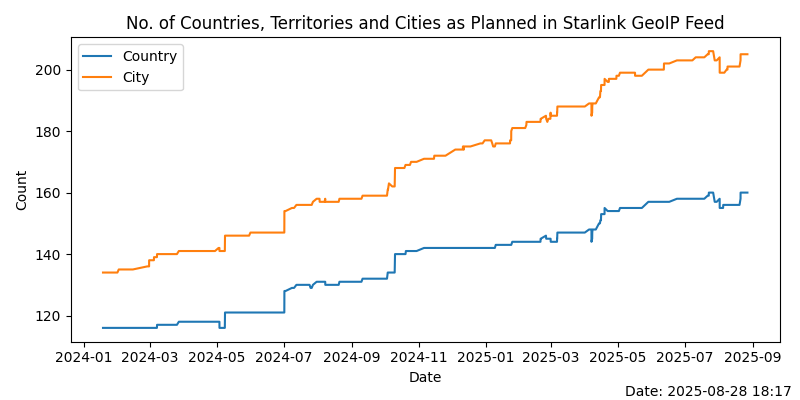 No. of Countries, Territories and Cities as Planned in Starlink GeoIP Feed
Country
City
200
180
160
140
120
Count
2024-01 2024-03 2024-05 2024-07 2024-09 2024-11 2025-01 2025-03 2025-05 2025-07 2025-09
Date
Date: 2025-08-28 18:17